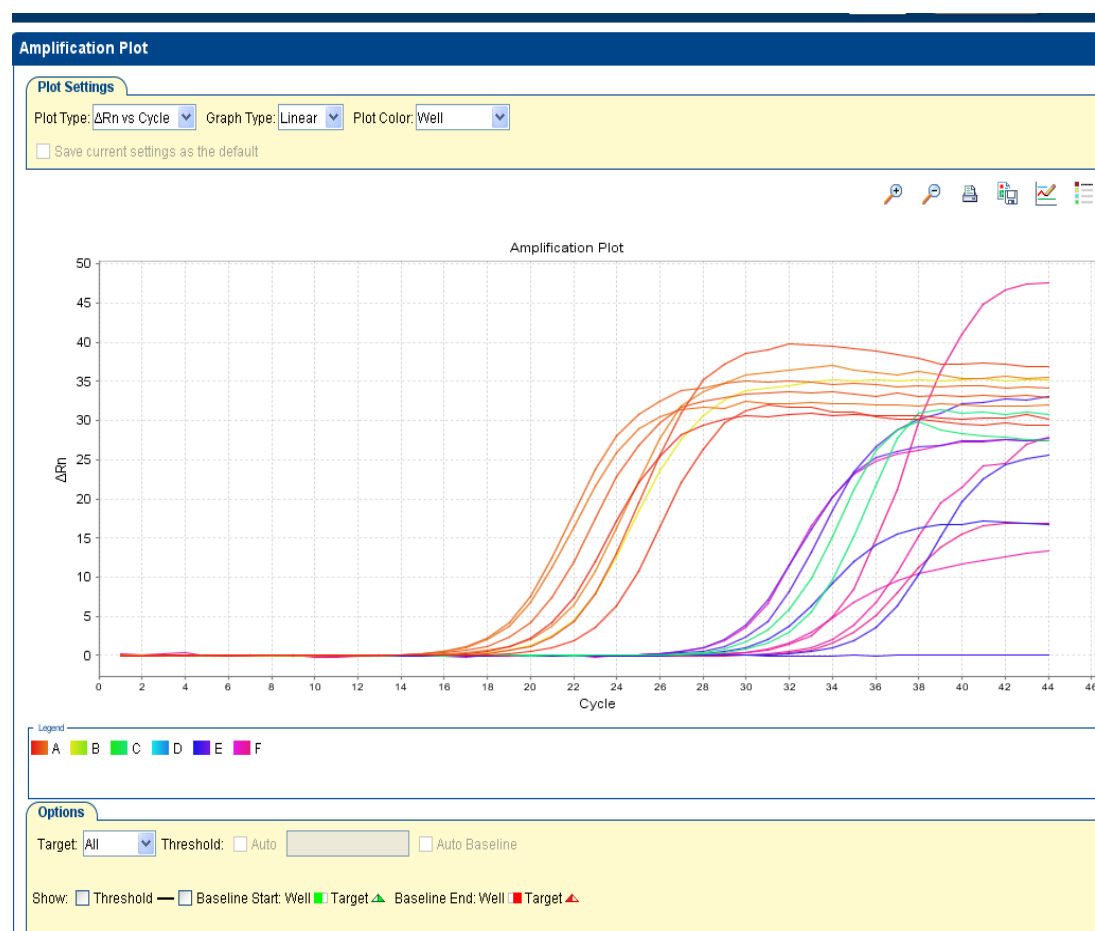 Amplification Plot
Plot Settings
Plot Type: ΔRn vs Cycle Graph Type: Linear Plot Color: Well
Save current settings as the default
Amplification Plot
50
45
40
35
30
25
20
15
10
5
0
ΔRn
0 2 4 6 8 10 12 14 16 18 20 22 24 26 28 30 32 34 36 38 40 42 44 46
Cycle
Legend
A B C D E F
Options
Target: All Threshold: Auto Auto Baseline
Show: Threshold Baseline Start: Well Target Baseline End: Well Target